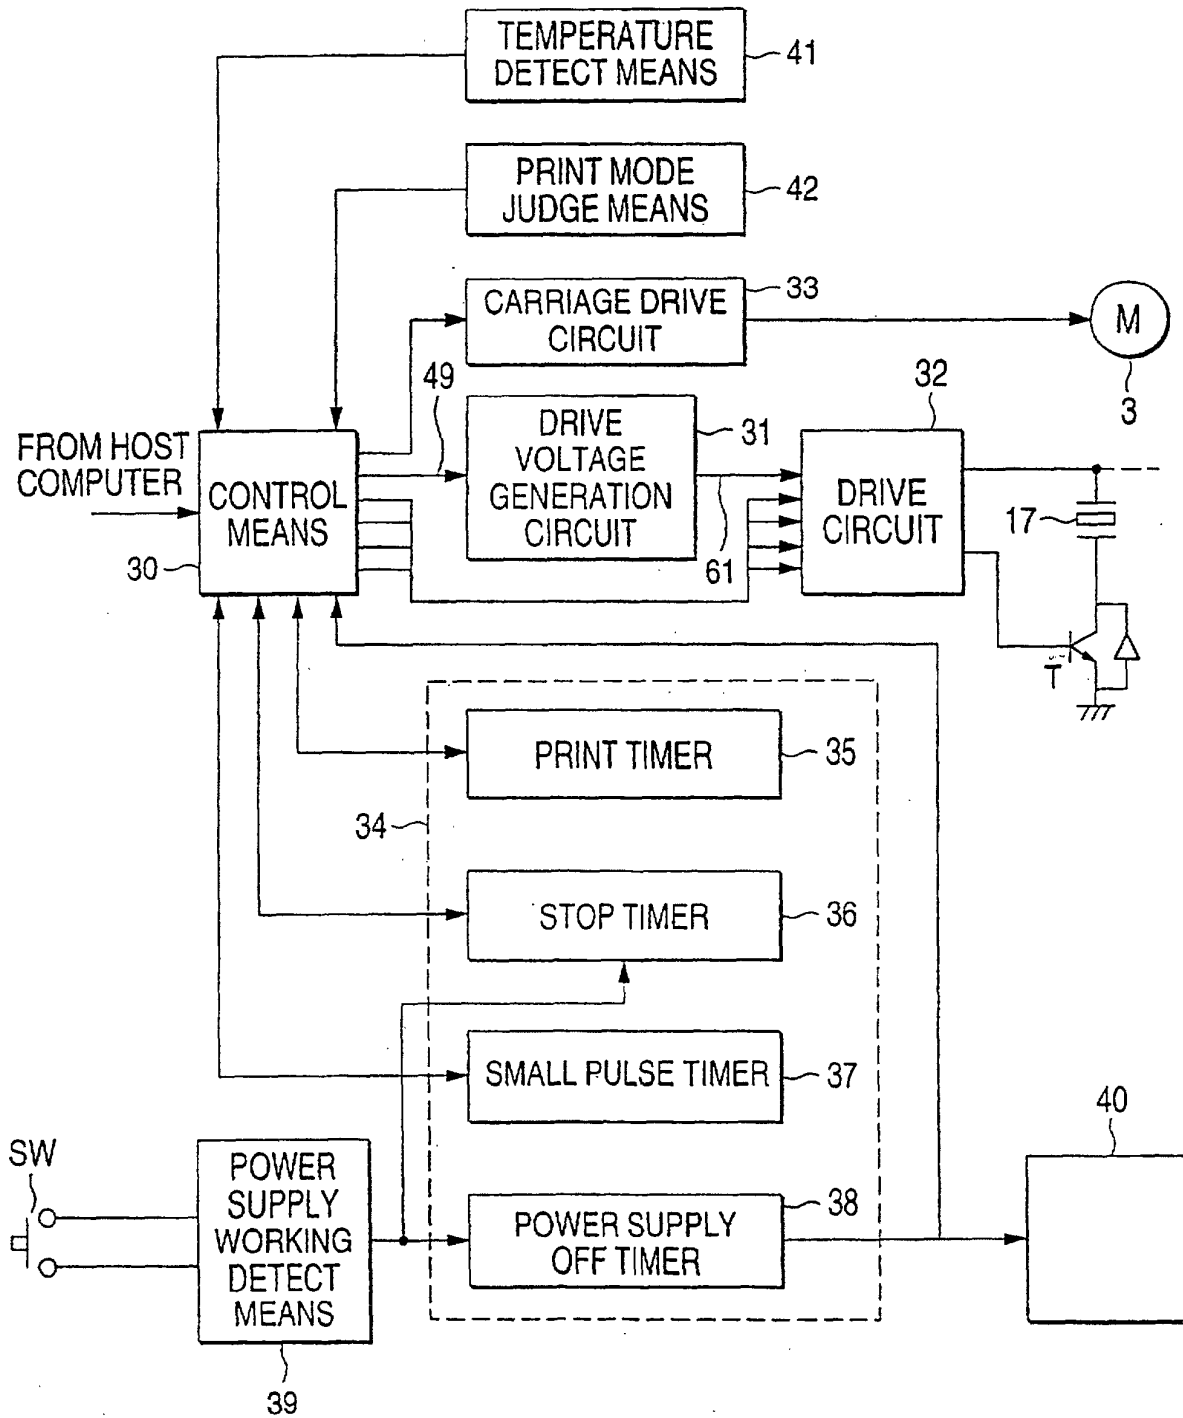 TEMPERATURE
DETECT MEANS
41
PRINT MODE
JUDGE MEANS
42
CARRIAGE DRIVE
CIRCUIT
33
M
3
49
DRIVE
VOLTAGE
GENERATION
CIRCUIT
31
61
32
DRIVE
CIRCUIT
17
T
FROM HOST
COMPUTER
CONTROL
MEANS
30
34
PRINT TIMER
35
STOP TIMER
36
SMALL PULSE TIMER
37
POWER SUPPLY
OFF TIMER
38
40
SW
POWER
SUPPLY
WORKING
DETECT
MEANS
39